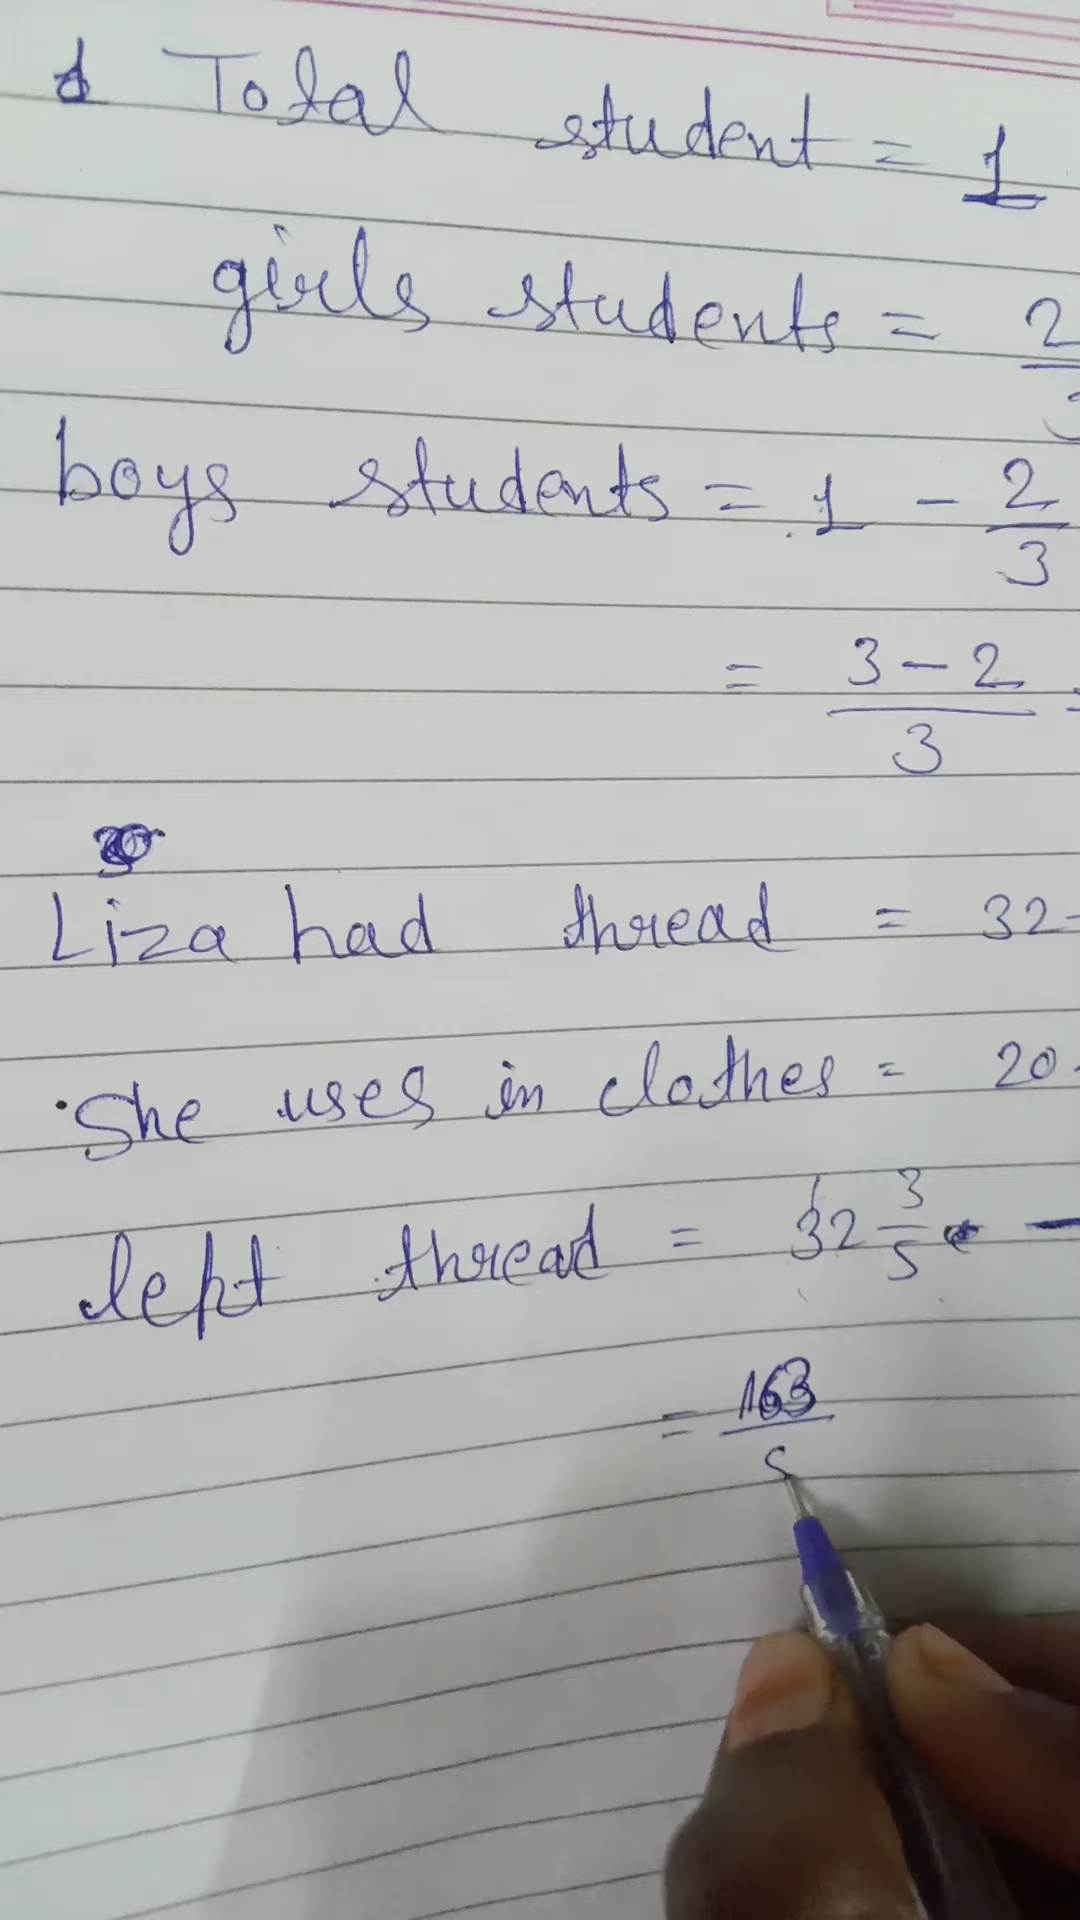 d Total student = 1
girls students = 2/3
boys students = 1 - 2/3
= 3-2/3 =
Liza had thread = 32
She uses in clothes = 20
left thread = 32 3/5 -
= 163/5